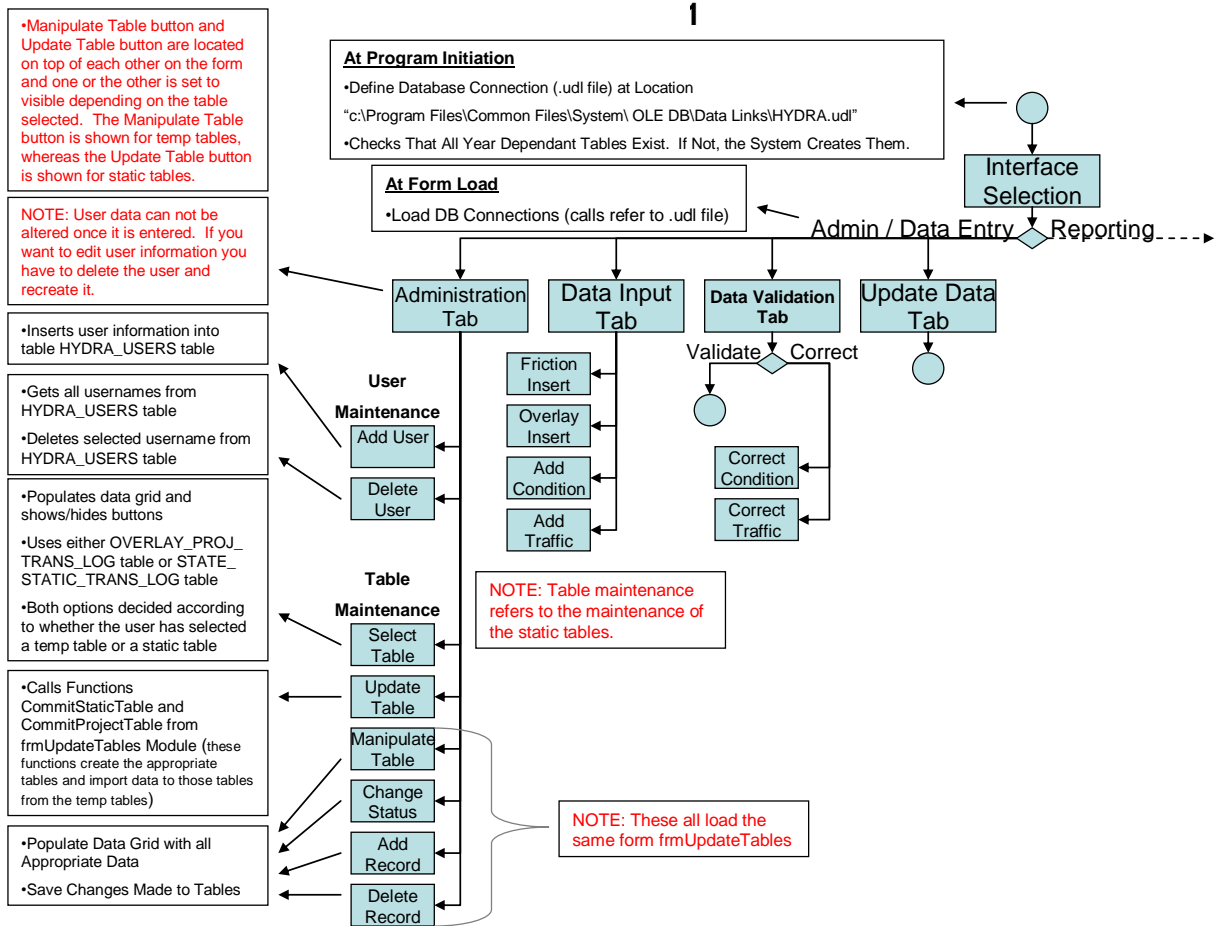 1
•Manipulate Table button and
Update Table button are located
on top of each other on the form
and one or the other is set to
visible depending on the table
selected.  The Manipulate Table
button is shown for temp tables,
whereas the Update Table button
is shown for static tables.
At Program Initiation
•Define Database Connection (.udl file) at Location
“c:\Program Files\Common Files\System\ OLE DB\Data Links\HYDRA.udl”
•Checks That All Year Dependant Tables Exist.  If Not, the System Creates Them.
Interface
Selection
At Form Load
•Load DB Connections (calls refer to .udl file)
Admin / Data Entry
Reporting
NOTE: User data can not be
altered once it is entered.  If you
want to edit user information you
have to delete the user and
recreate it.
Administration
Tab
Data Input
Tab
Data Validation
Tab
Update Data
Tab
•Inserts user information into
table HYDRA_USERS table
•Gets all usernames from
HYDRA_USERS table
•Deletes selected username from
HYDRA_USERS table
User
Maintenance
Add User
Delete
User
Friction
Insert
Overlay
Insert
Add
Condition
Add
Traffic
Validate
Correct
Correct
Condition
Correct
Traffic
•Populates data grid and
shows/hides buttons
•Uses either OVERLAY_PROJ_
TRANS_LOG table or STATE_
STATIC_TRANS_LOG table
•Both options decided according
to whether the user has selected
a temp table or a static table
Table
Maintenance
Select
Table
Update
Table
Manipulate
Table
Change
Status
Add
Record
Delete
Record
NOTE: Table maintenance
refers to the maintenance of
the static tables.
•Calls Functions
CommitStaticTable and
CommitProjectTable from
frmUpdateTables Module (these
functions create the appropriate
tables and import data to those tables
from the temp tables)
•Populate Data Grid with all
Appropriate Data
•Save Changes Made to Tables
NOTE: These all load the
same form frmUpdateTables